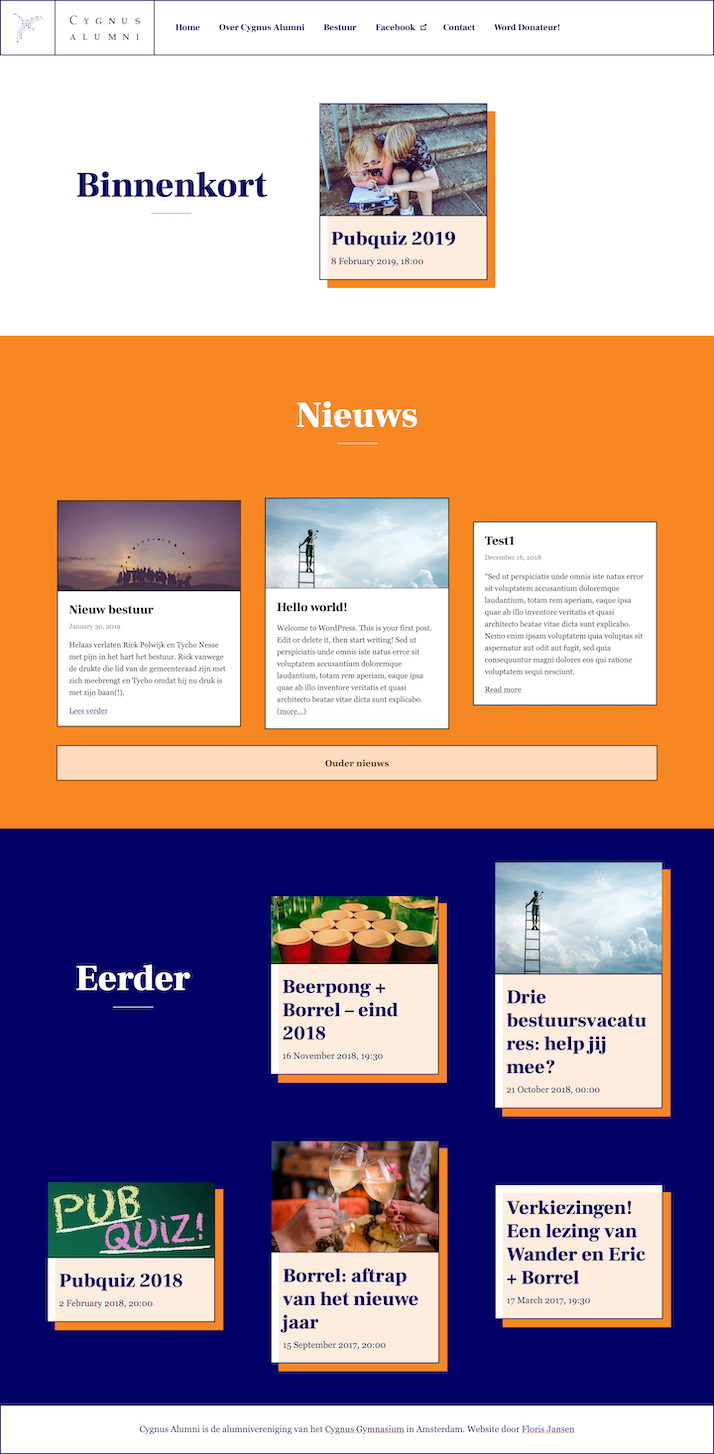 CYGNUS
ALUMNI
Home Over Cygnus Alumni Bestuur Facebook Contact Word Donateur!
Binnenkort
Pubquiz 2019
8 February 2019, 18:00
Nieuws
Nieuw bestuur
January 30, 2019
Helaas verlaten Rick Polwijk en Tycho Nesse
met pijn in het hart het bestuur. Rick vanwege
de drukte die lid van de gemeenteraad zijn met
zich meebrengt en Tycho omdat hij nu druk is
met zijn baan(!).
Lees verder
Hello world!
Welcome to WordPress. This is your first post.
Edit or delete it, then start writing! Sed ut
perspiciatis unde omnis iste natus error sit
voluptatem accusantium doloremque
laudantium, totam rem aperiam, eaque ipsa
quae ab illo inventore veritatis et quasi
architecto beatae vitae dicta sunt explicabo.
(more…)
Test1
December 16, 2018
"Sed ut perspiciatis unde omnis iste natus error
sit voluptatem accusantium doloremque
laudantium, totam rem aperiam, eaque ipsa
quae ab illo inventore veritatis et quasi
architecto beatae vitae dicta sunt explicabo.
Nemo enim ipsam voluptatem quia voluptas sit
aspernatur aut odit aut fugit, sed quia
consequuntur magni dolores eos qui ratione
voluptatem sequi nesciunt.
Read more
Ouder nieuws
Eerder
Beerpong +
Borrel – eind
2018
16 November 2018, 19:30
Drie
bestuursvacatu
res: help jij
mee?
21 October 2018, 00:00
PUB
QUIZ!
Pubquiz 2018
2 February 2018, 20:00
Borrel: aftrap
van het nieuwe
jaar
15 September 2017, 20:00
Verkiezingen!
Een lezing van
Wander en Eric
+ Borrel
17 March 2017, 19:30
Cygnus Alumni is de alumnivereniging van het Cygnus Gymnasium in Amsterdam. Website door Floris Jansen